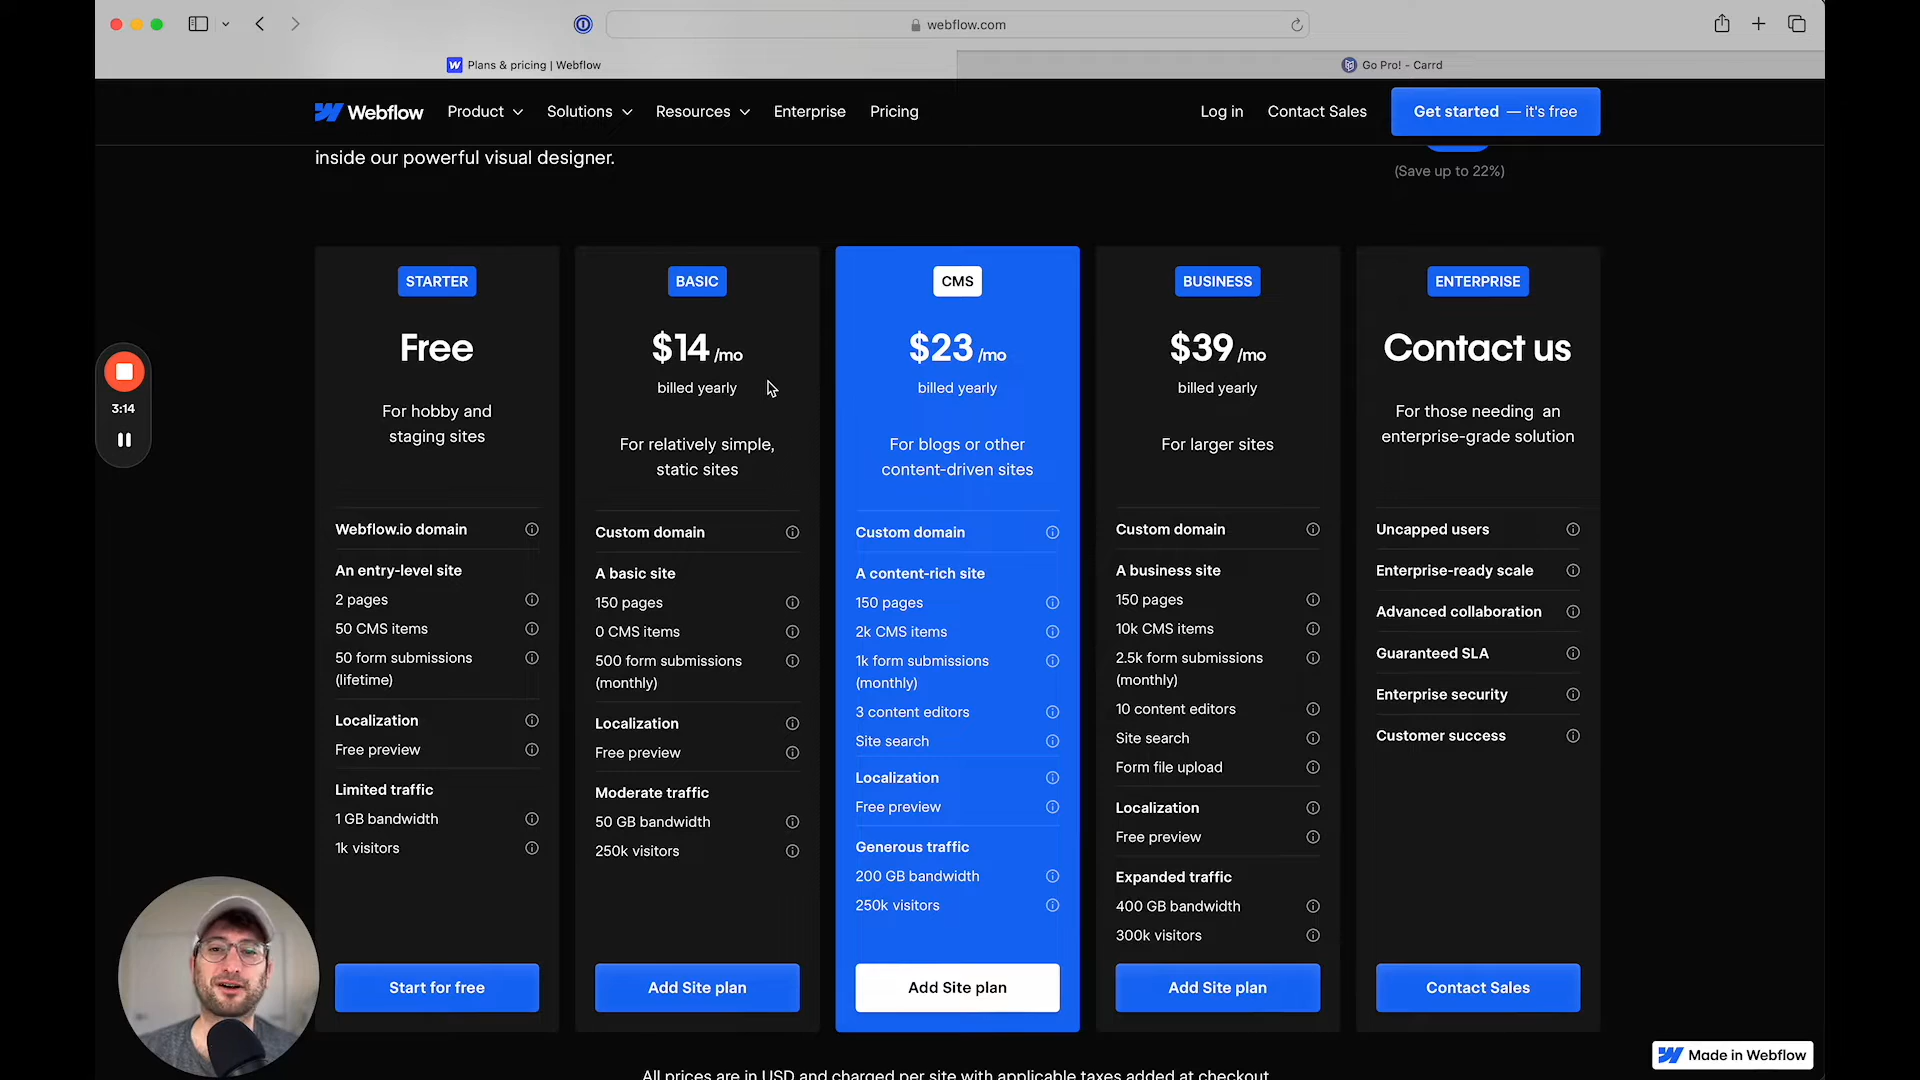 webflow.com
Plans & pricing | Webflow
Go Pro! - Carrd
Webflow
Product
Solutions
Resources
Enterprise
Pricing
Log in
Contact Sales
Get started — it's free
inside our powerful visual designer.
(Save up to 22%)
STARTER
Free
For hobby and
staging sites
Webflow.io domain
An entry-level site
2 pages
50 CMS items
50 form submissions
(lifetime)
Localization
Free preview
Limited traffic
1 GB bandwidth
1k visitors
Start for free
BASIC
$14 /mo
billed yearly
For relatively simple,
static sites
Custom domain
A basic site
150 pages
0 CMS items
500 form submissions
(monthly)
Localization
Free preview
Moderate traffic
50 GB bandwidth
250k visitors
Add Site plan
CMS
$23 /mo
billed yearly
For blogs or other
content-driven sites
Custom domain
A content-rich site
150 pages
2k CMS items
1k form submissions
(monthly)
3 content editors
Site search
Localization
Free preview
Generous traffic
200 GB bandwidth
250k visitors
Add Site plan
BUSINESS
$39 /mo
billed yearly
For larger sites
Custom domain
A business site
150 pages
10k CMS items
2.5k form submissions
(monthly)
10 content editors
Site search
Form file upload
Localization
Free preview
Expanded traffic
400 GB bandwidth
300k visitors
Add Site plan
ENTERPRISE
Contact us
For those needing an
enterprise-grade solution
Uncapped users
Enterprise-ready scale
Advanced collaboration
Guaranteed SLA
Enterprise security
Customer success
Contact Sales
3:14
Made in Webflow
All prices are in USD and charged per site with applicable taxes added at checkout